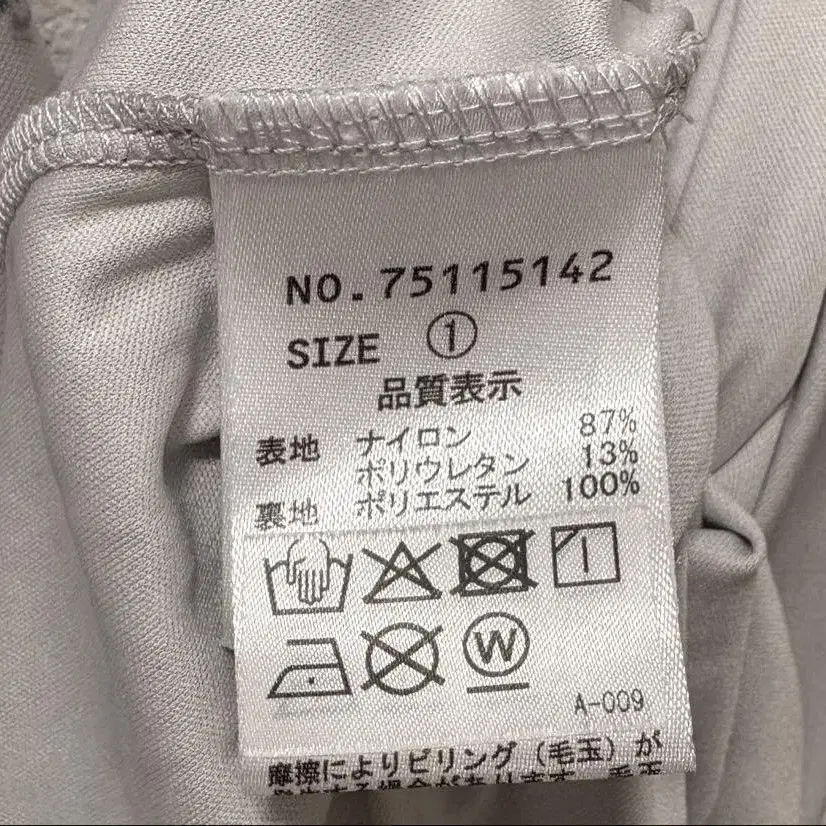 NO.75115142
SIZE ①
品質表示
表地 ナイロン 87%
ポリウレタン 13%
裏地 ポリエステル 100%
W
A-009
摩擦によりピリング(毛玉)が